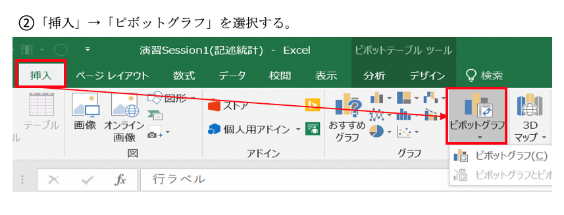 ②「挿入」→「ピボットグラフ」を選択する。
演習Session1(記述統計) - Excel
ピボットテーブル ツール
挿入
ページ レイアウト
数式
データ
校閲
表示
分析
デザイン
検索
テーブル
ル
画像
オンライン
画像
図形
図
ストア
個人用アドイン
アドイン
おすすめ
グラフ
グラフ
ピボットグラフ
3D
マップ
ピボットグラフ(C)
ピボットグラフとピボ
fx
行ラベル